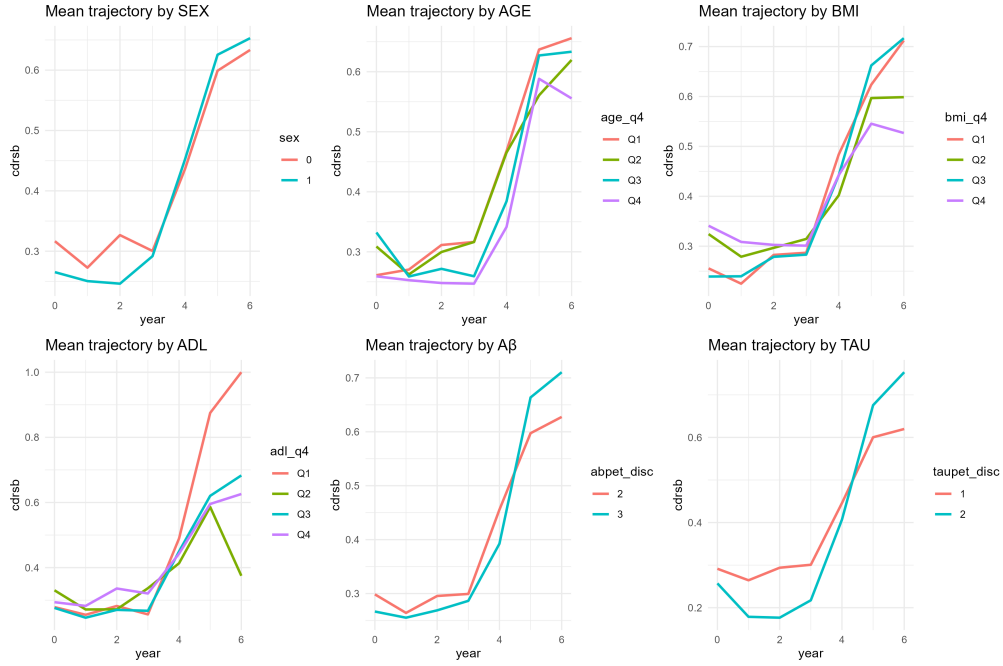 Mean trajectory by SEX
cdrsb
0.6
0.5
0.4
0.3
0
2
4
6
year
sex
0
1
Mean trajectory by AGE
cdrsb
0.6
0.5
0.4
0.3
0
2
4
6
year
age_q4
Q1
Q2
Q3
Q4
Mean trajectory by BMI
cdrsb
0.7
0.6
0.5
0.4
0.3
0
2
4
6
year
bmi_q4
Q1
Q2
Q3
Q4
Mean trajectory by ADL
cdrsb
1.0
0.8
0.6
0.4
0
2
4
6
year
adl_q4
Q1
Q2
Q3
Q4
Mean trajectory by Aβ
cdrsb
0.7
0.6
0.5
0.4
0.3
0
2
4
6
year
abpet_disc
2
3
Mean trajectory by TAU
cdrsb
0.6
0.4
0.2
0
2
4
6
year
taupet_disc
1
2